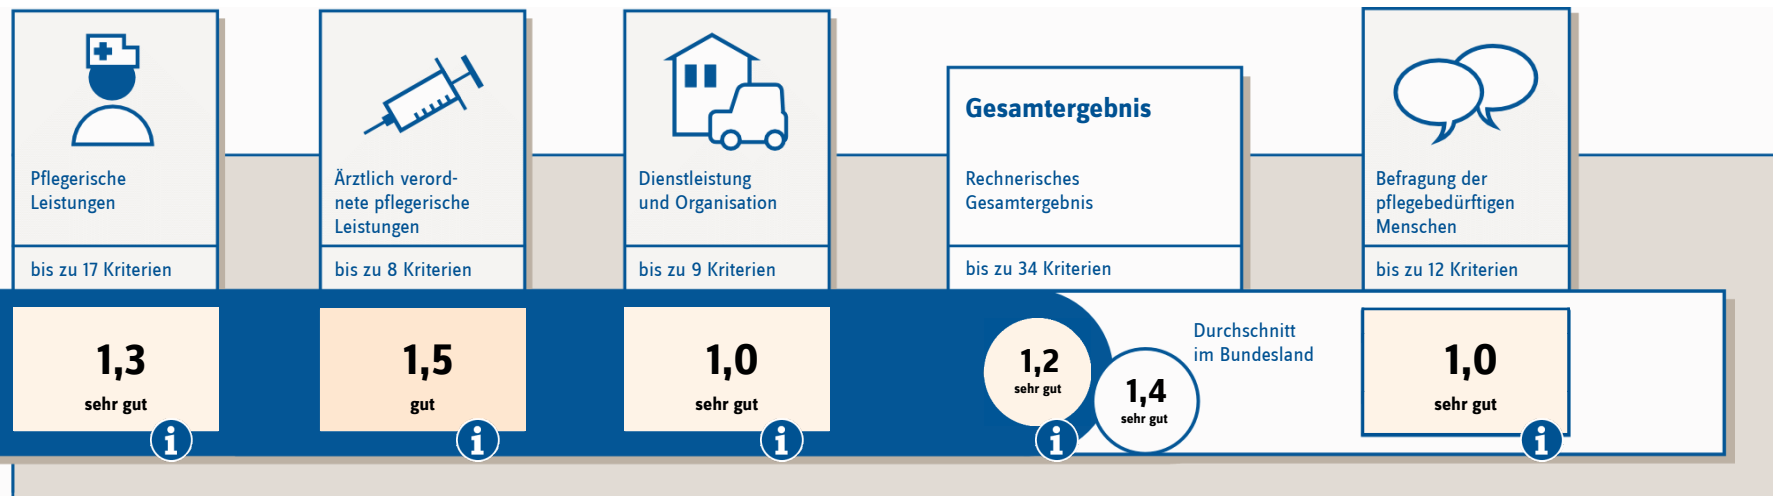 Pflegerische
Leistungen
bis zu 17 Kriterien
1,3
sehr gut
i
Ärztlich verord-
nete pflegerische
Leistungen
bis zu 8 Kriterien
1,5
gut
i
Dienstleistung
und Organisation
bis zu 9 Kriterien
1,0
sehr gut
i
Gesamtergebnis
Rechnerisches
Gesamtergebnis
bis zu 34 Kriterien
1,2
sehr gut
i
1,4
sehr gut
Durchschnitt
im Bundesland
Befragung der
pflegebedürftigen
Menschen
bis zu 12 Kriterien
1,0
sehr gut
i